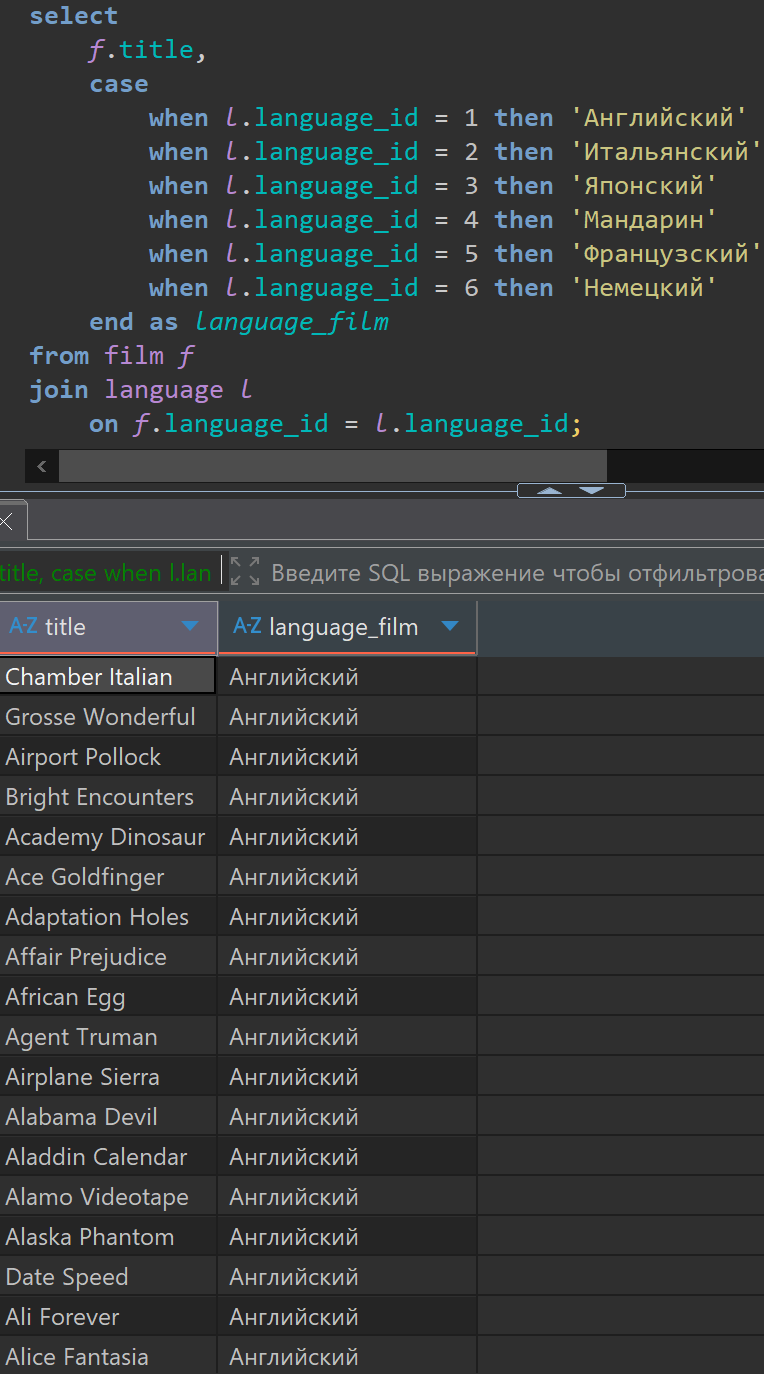 select
f.title,
case
when l.language_id = 1 then 'Английский'
when l.language_id = 2 then 'Итальянский'
when l.language_id = 3 then 'Японский'
when l.language_id = 4 then 'Мандарин'
when l.language_id = 5 then 'Французский'
when l.language_id = 6 then 'Немецкий'
end as language_film
from film f
join language l
on f.language_id = l.language_id;
title, case when l.lan Введите SQL выражение чтобы отфильтрова
A-Z title A-Z language_film
Chamber Italian Английский
Grosse Wonderful Английский
Airport Pollock Английский
Bright Encounters Английский
Academy Dinosaur Английский
Ace Goldfinger Английский
Adaptation Holes Английский
Affair Prejudice Английский
African Egg Английский
Agent Truman Английский
Airplane Sierra Английский
Alabama Devil Английский
Aladdin Calendar Английский
Alamo Videotape Английский
Alaska Phantom Английский
Date Speed Английский
Ali Forever Английский
Alice Fantasia Английский